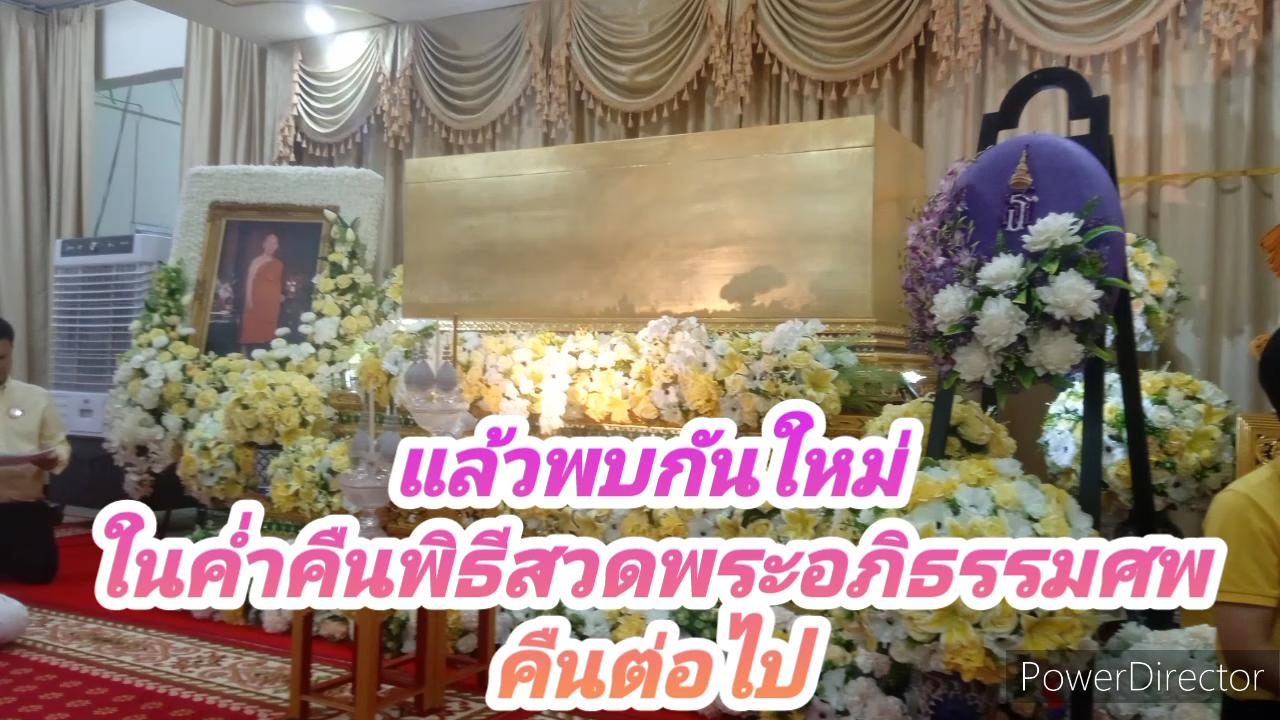 แล้วพบกันใหม่
ในค่ำคืนพิธีสวดพระอภิธรรมศพ
คืนต่อไป
PowerDirector